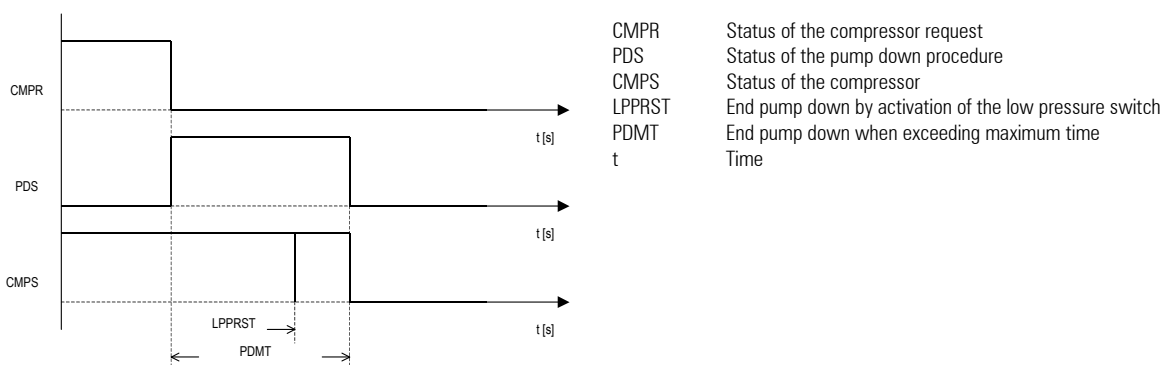 CMPR
t [s]
PDS
t [s]
CMPS
t [s]
LPPRST
PDMT
CMPR Status of the compressor request
PDS Status of the pump down procedure
CMPS Status of the compressor
LPPRST End pump down by activation of the low pressure switch
PDMT End pump down when exceeding maximum time
t Time